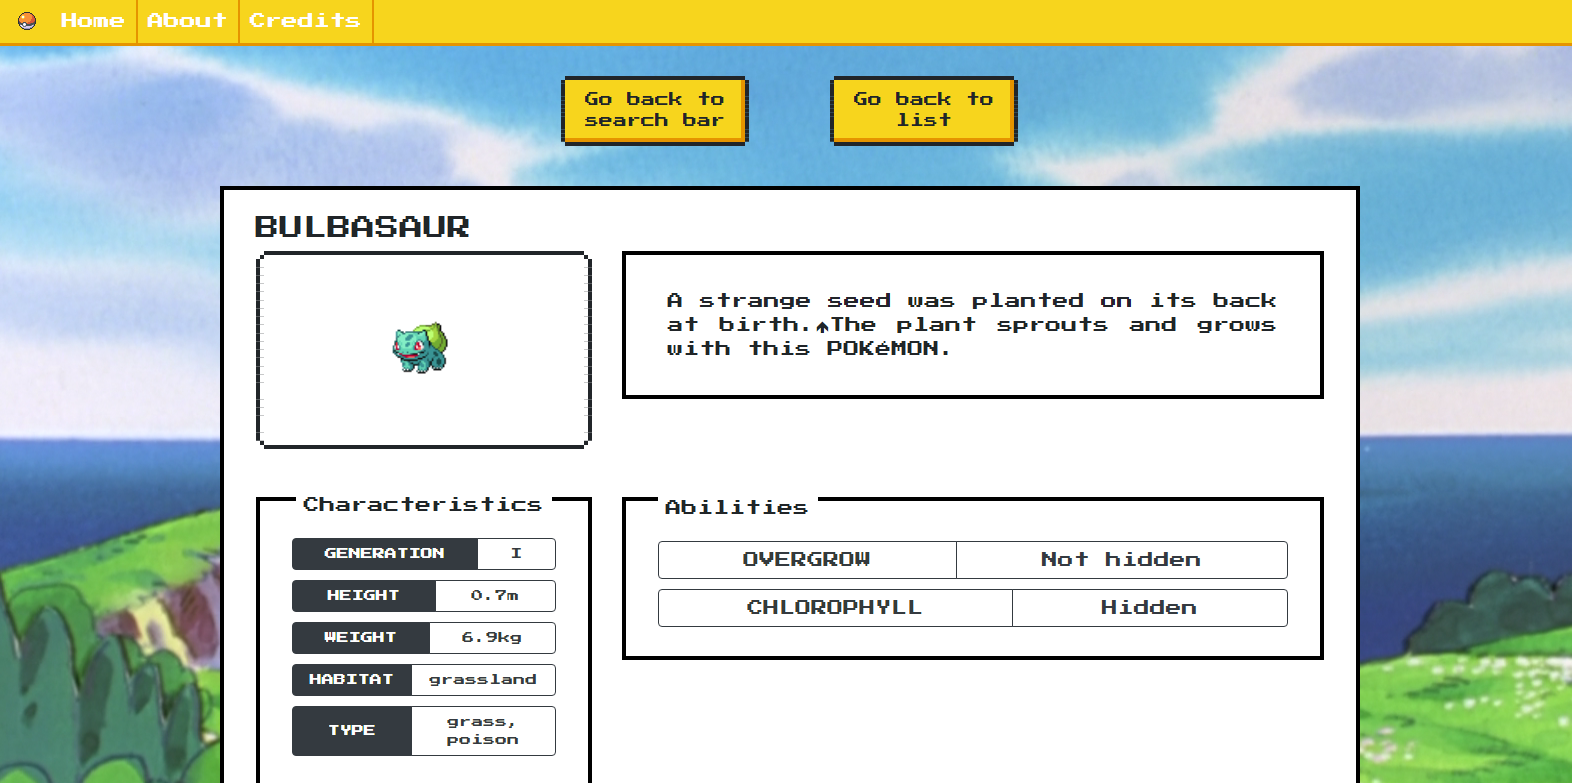 Home About Credits
Go back to
search bar
Go back to
list
BULBASAUR
A strange seed was planted on its back
at birth.↑The plant sprouts and grows
with this POKéMON.
Characteristics
GENERATION I
HEIGHT 0.7m
WEIGHT 6.9kg
HABITAT grassland
TYPE grass,
poison
Abilities
OVERGROW Not hidden
CHLOROPHYLL Hidden